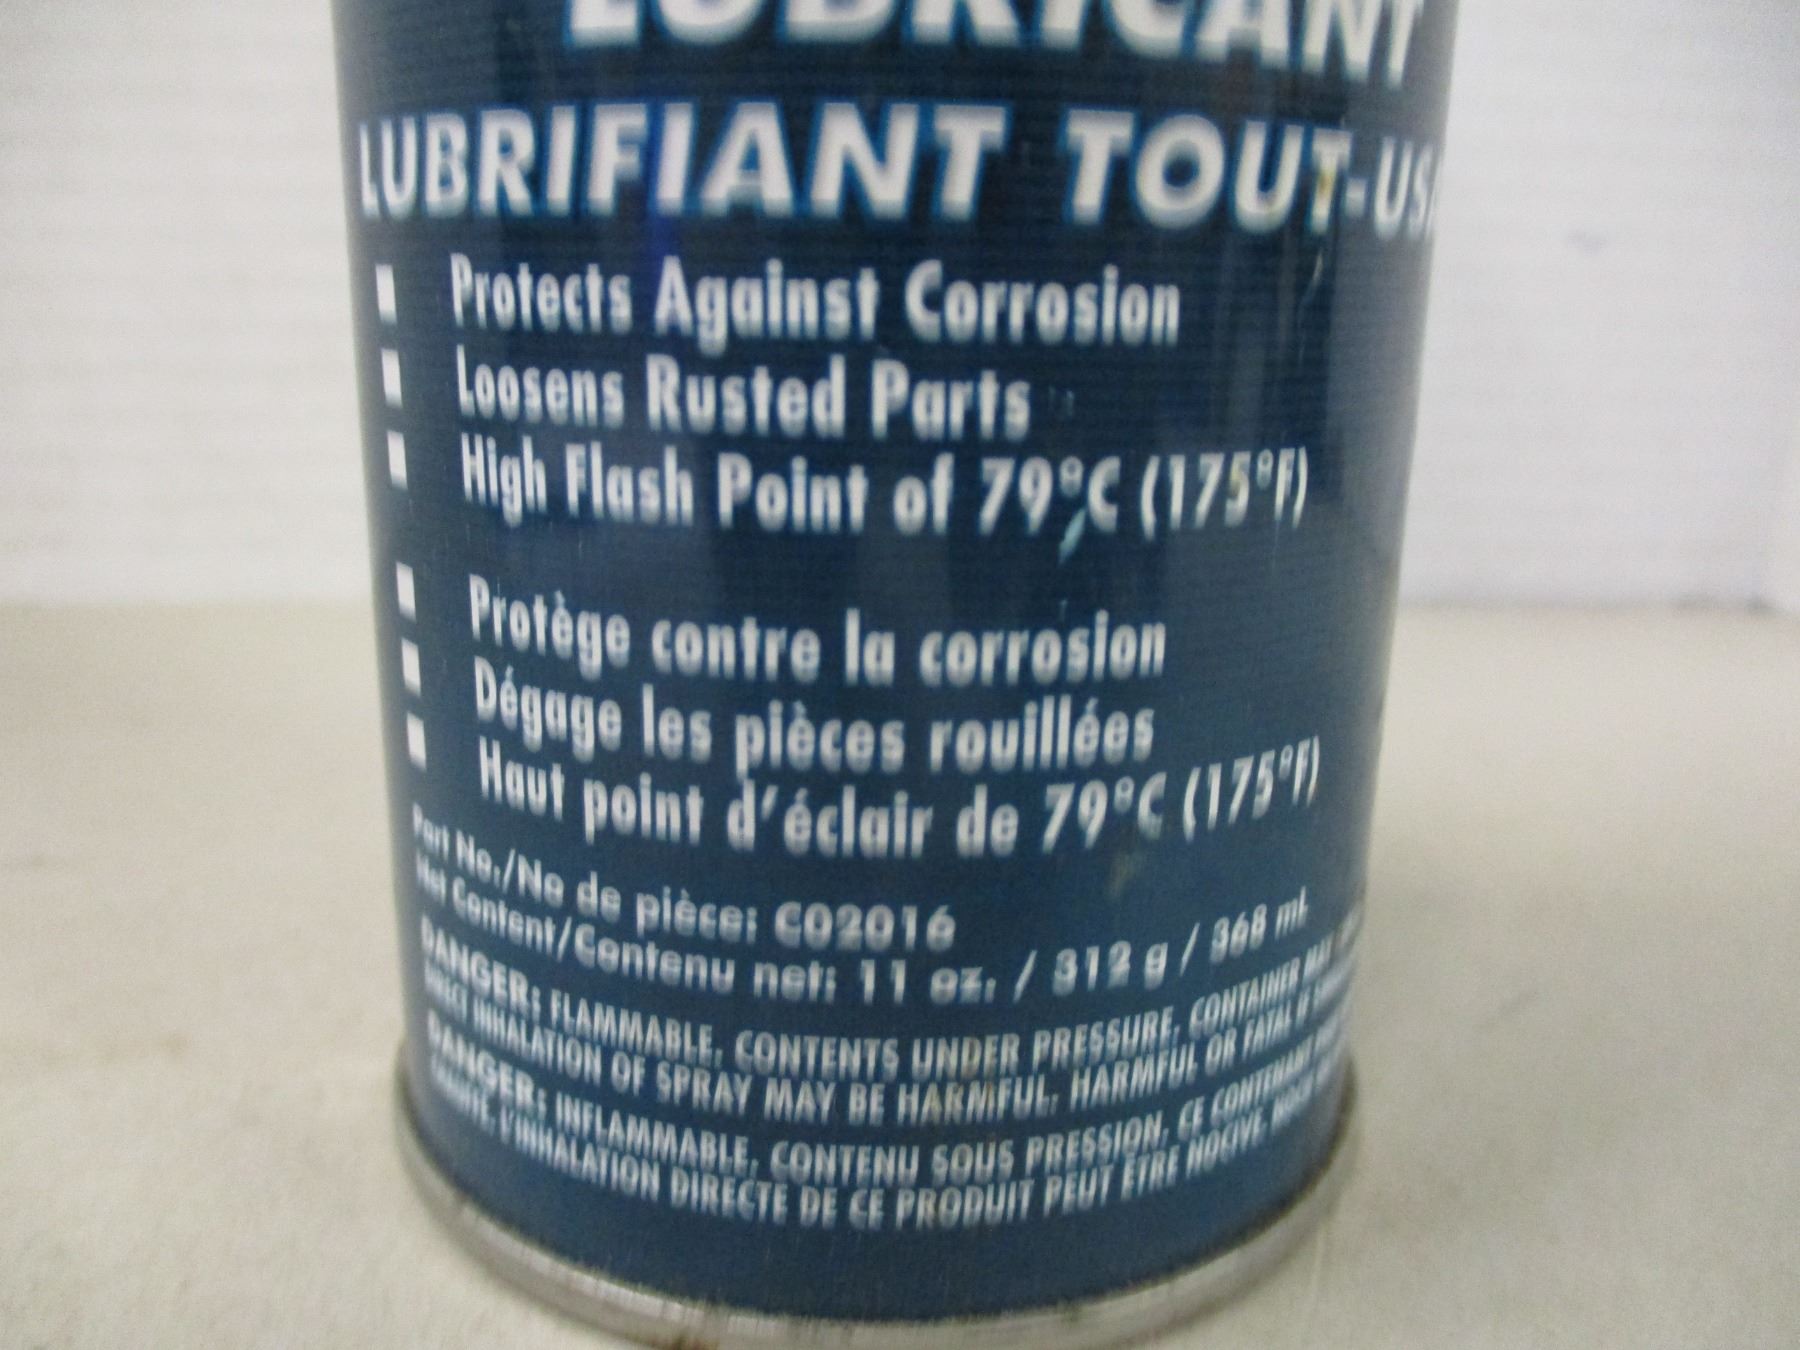 LUBRICANT
LUBRIFIANT TOUT-USA
Protects Against Corrosion
Loosens Rusted Parts
High Flash Point of 79°C (175°F)
Protège contre la corrosion
Dégage les pièces rouillées
Haut point d'éclair de 79°C (175°F)
Part No./No de pièce: C02016
Net Content/Contenu net: 11 oz. / 312 g / 368 mL
DANGER: FLAMMABLE. CONTENTS UNDER PRESSURE. CONTAINER MAY
DIRECT INHALATION OF SPRAY MAY BE HARMFUL. HARMFUL OR FATAL IF
DANGER: INFLAMMABLE. CONTENU SOUS PRESSION. CE CONTENANT
L'INHALATION DIRECTE DE CE PRODUIT PEUT ÊTRE NOCIVE.